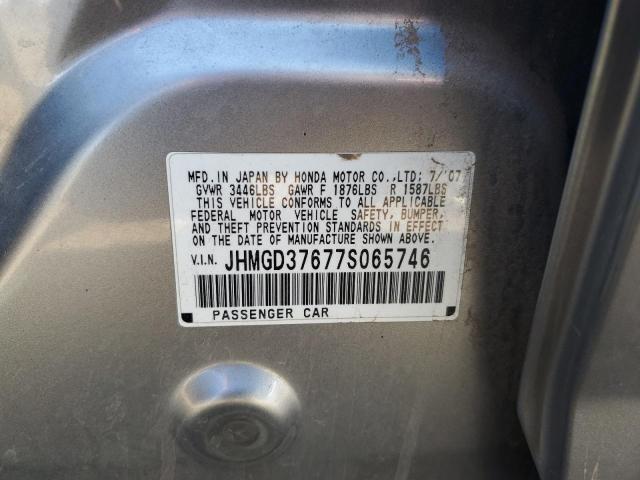 MFD. IN JAPAN BY HONDA MOTOR CO., LTD; 7/'07
GVWR 3446LBS GAWR F 1876LBS R 1587LBS
THIS VEHICLE CONFORMS TO ALL APPLICABLE
FEDERAL MOTOR VEHICLE SAFETY, BUMPER,
AND THEFT PREVENTION STANDARDS IN EFFECT
ON THE DATE OF MANUFACTURE SHOWN ABOVE.
V.I.N. JHMGD37677S065746
PASSENGER CAR